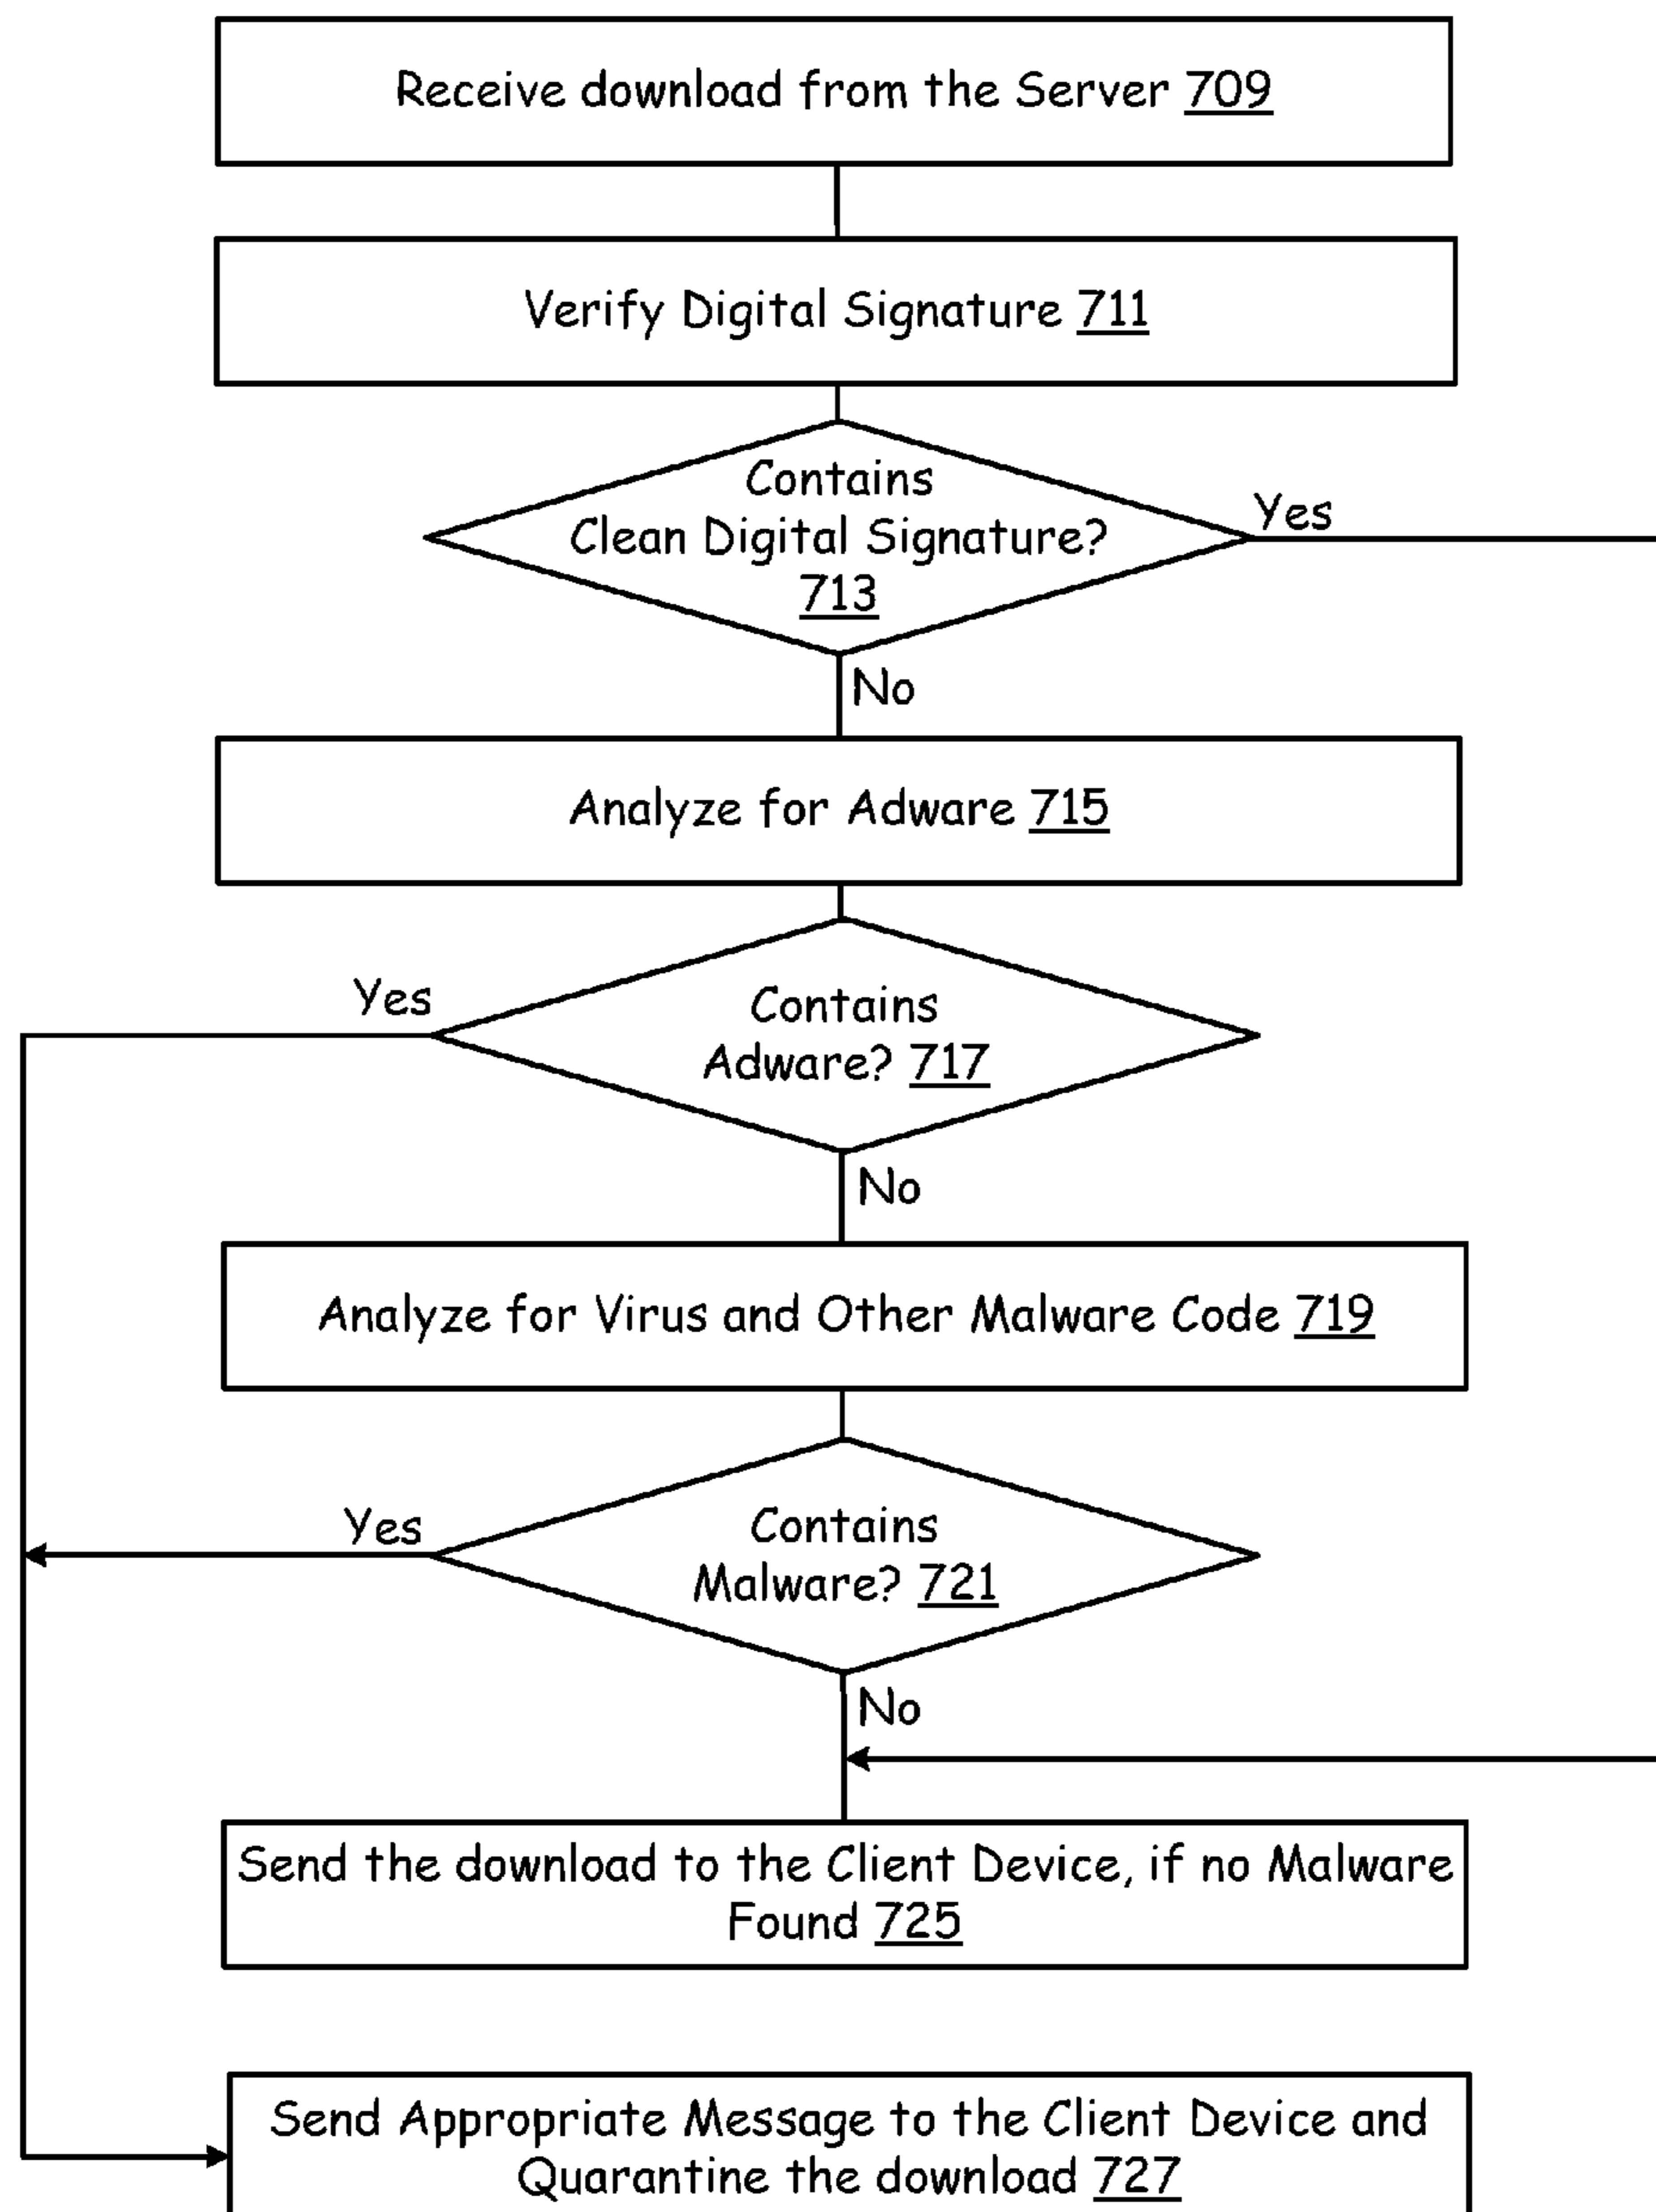 Receive download from the Server 709
Verify Digital Signature 711
Contains
Clean Digital Signature?
713
Yes
No
Analyze for Adware 715
Yes
Contains
Adware? 717
No
Analyze for Virus and Other Malware Code 719
Yes
Contains
Malware? 721
No
Send the download to the Client Device, if no Malware
Found 725
Send Appropriate Message to the Client Device and
Quarantine the download 727